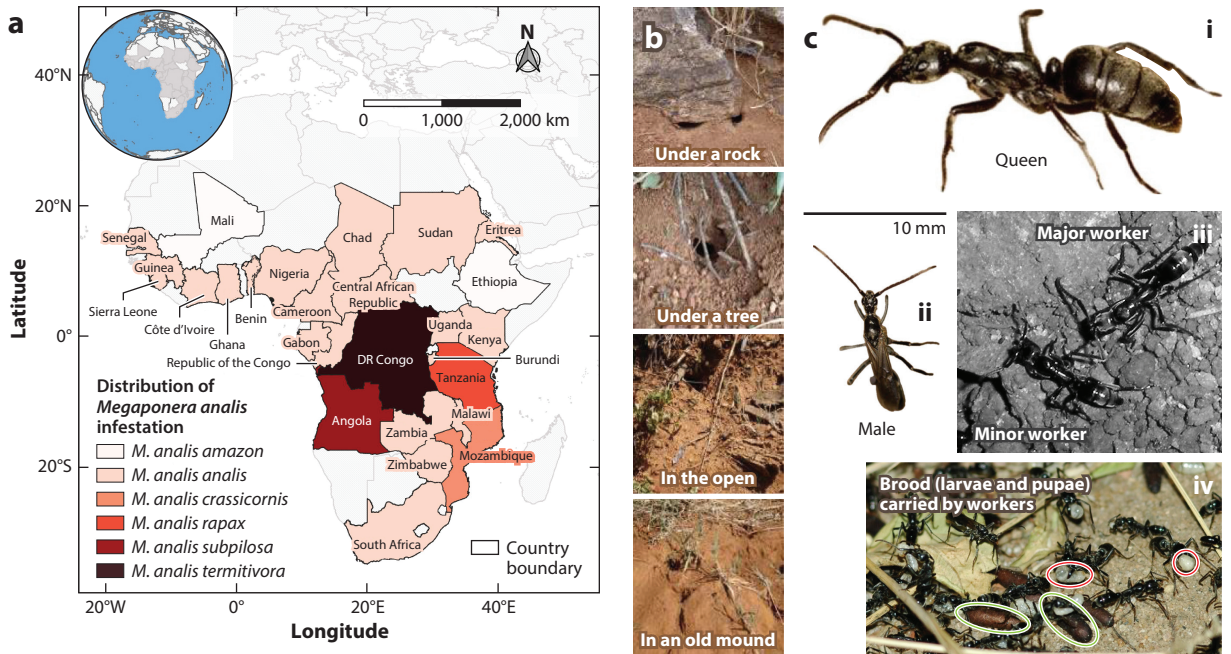 a
N
40°N
20°N
0°
20°S
Latitude
0
1,000
2,000 km
Mali
Senegal
Guinea
Sierra Leone
Côte d’Ivoire
Ghana
Benin
Nigeria
Chad
Sudan
Eritrea
Ethiopia
Central African
Republic
Cameroon
Gabon
Republic of the Congo
DR Congo
Uganda
Kenya
Burundi
Tanzania
Angola
Zambia
Malawi
Zimbabwe
Mozambique
South Africa
Distribution of
Megaponera analis
infestation
M. analis amazon
M. analis analis
M. analis crassicornis
M. analis rapax
M. analis subpilosa
M. analis termitivora
Country
boundary
20°W
0°
20°E
40°E
Longitude
b
Under a rock
Under a tree
In the open
In an old mound
c
i
Queen
10 mm
ii
Male
iii
Major worker
Minor worker
iv
Brood (larvae and pupae)
carried by workers